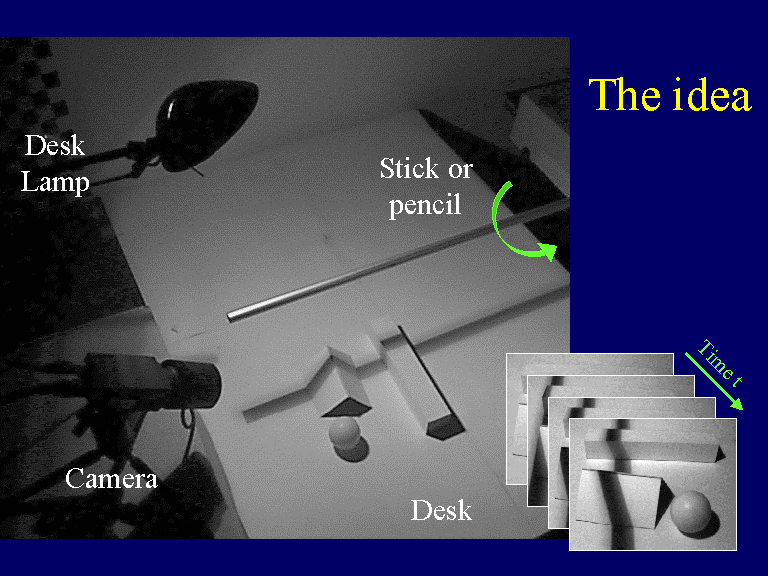 The idea
Desk
Lamp
Stick or
pencil
Time t
Camera
Desk